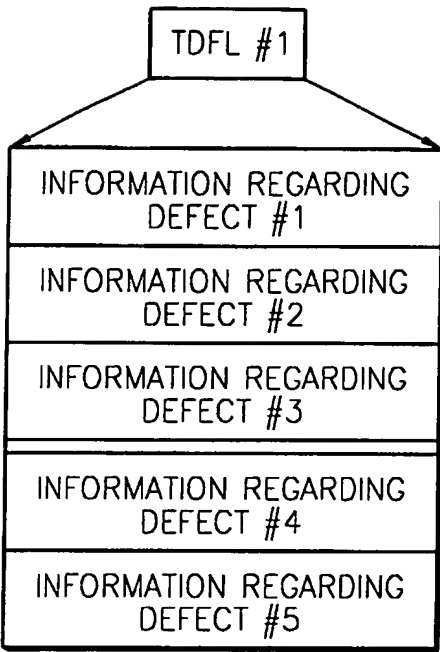 TDFL #1
INFORMATION REGARDING
DEFECT #1
INFORMATION REGARDING
DEFECT #2
INFORMATION REGARDING
DEFECT #3
INFORMATION REGARDING
DEFECT #4
INFORMATION REGARDING
DEFECT #5